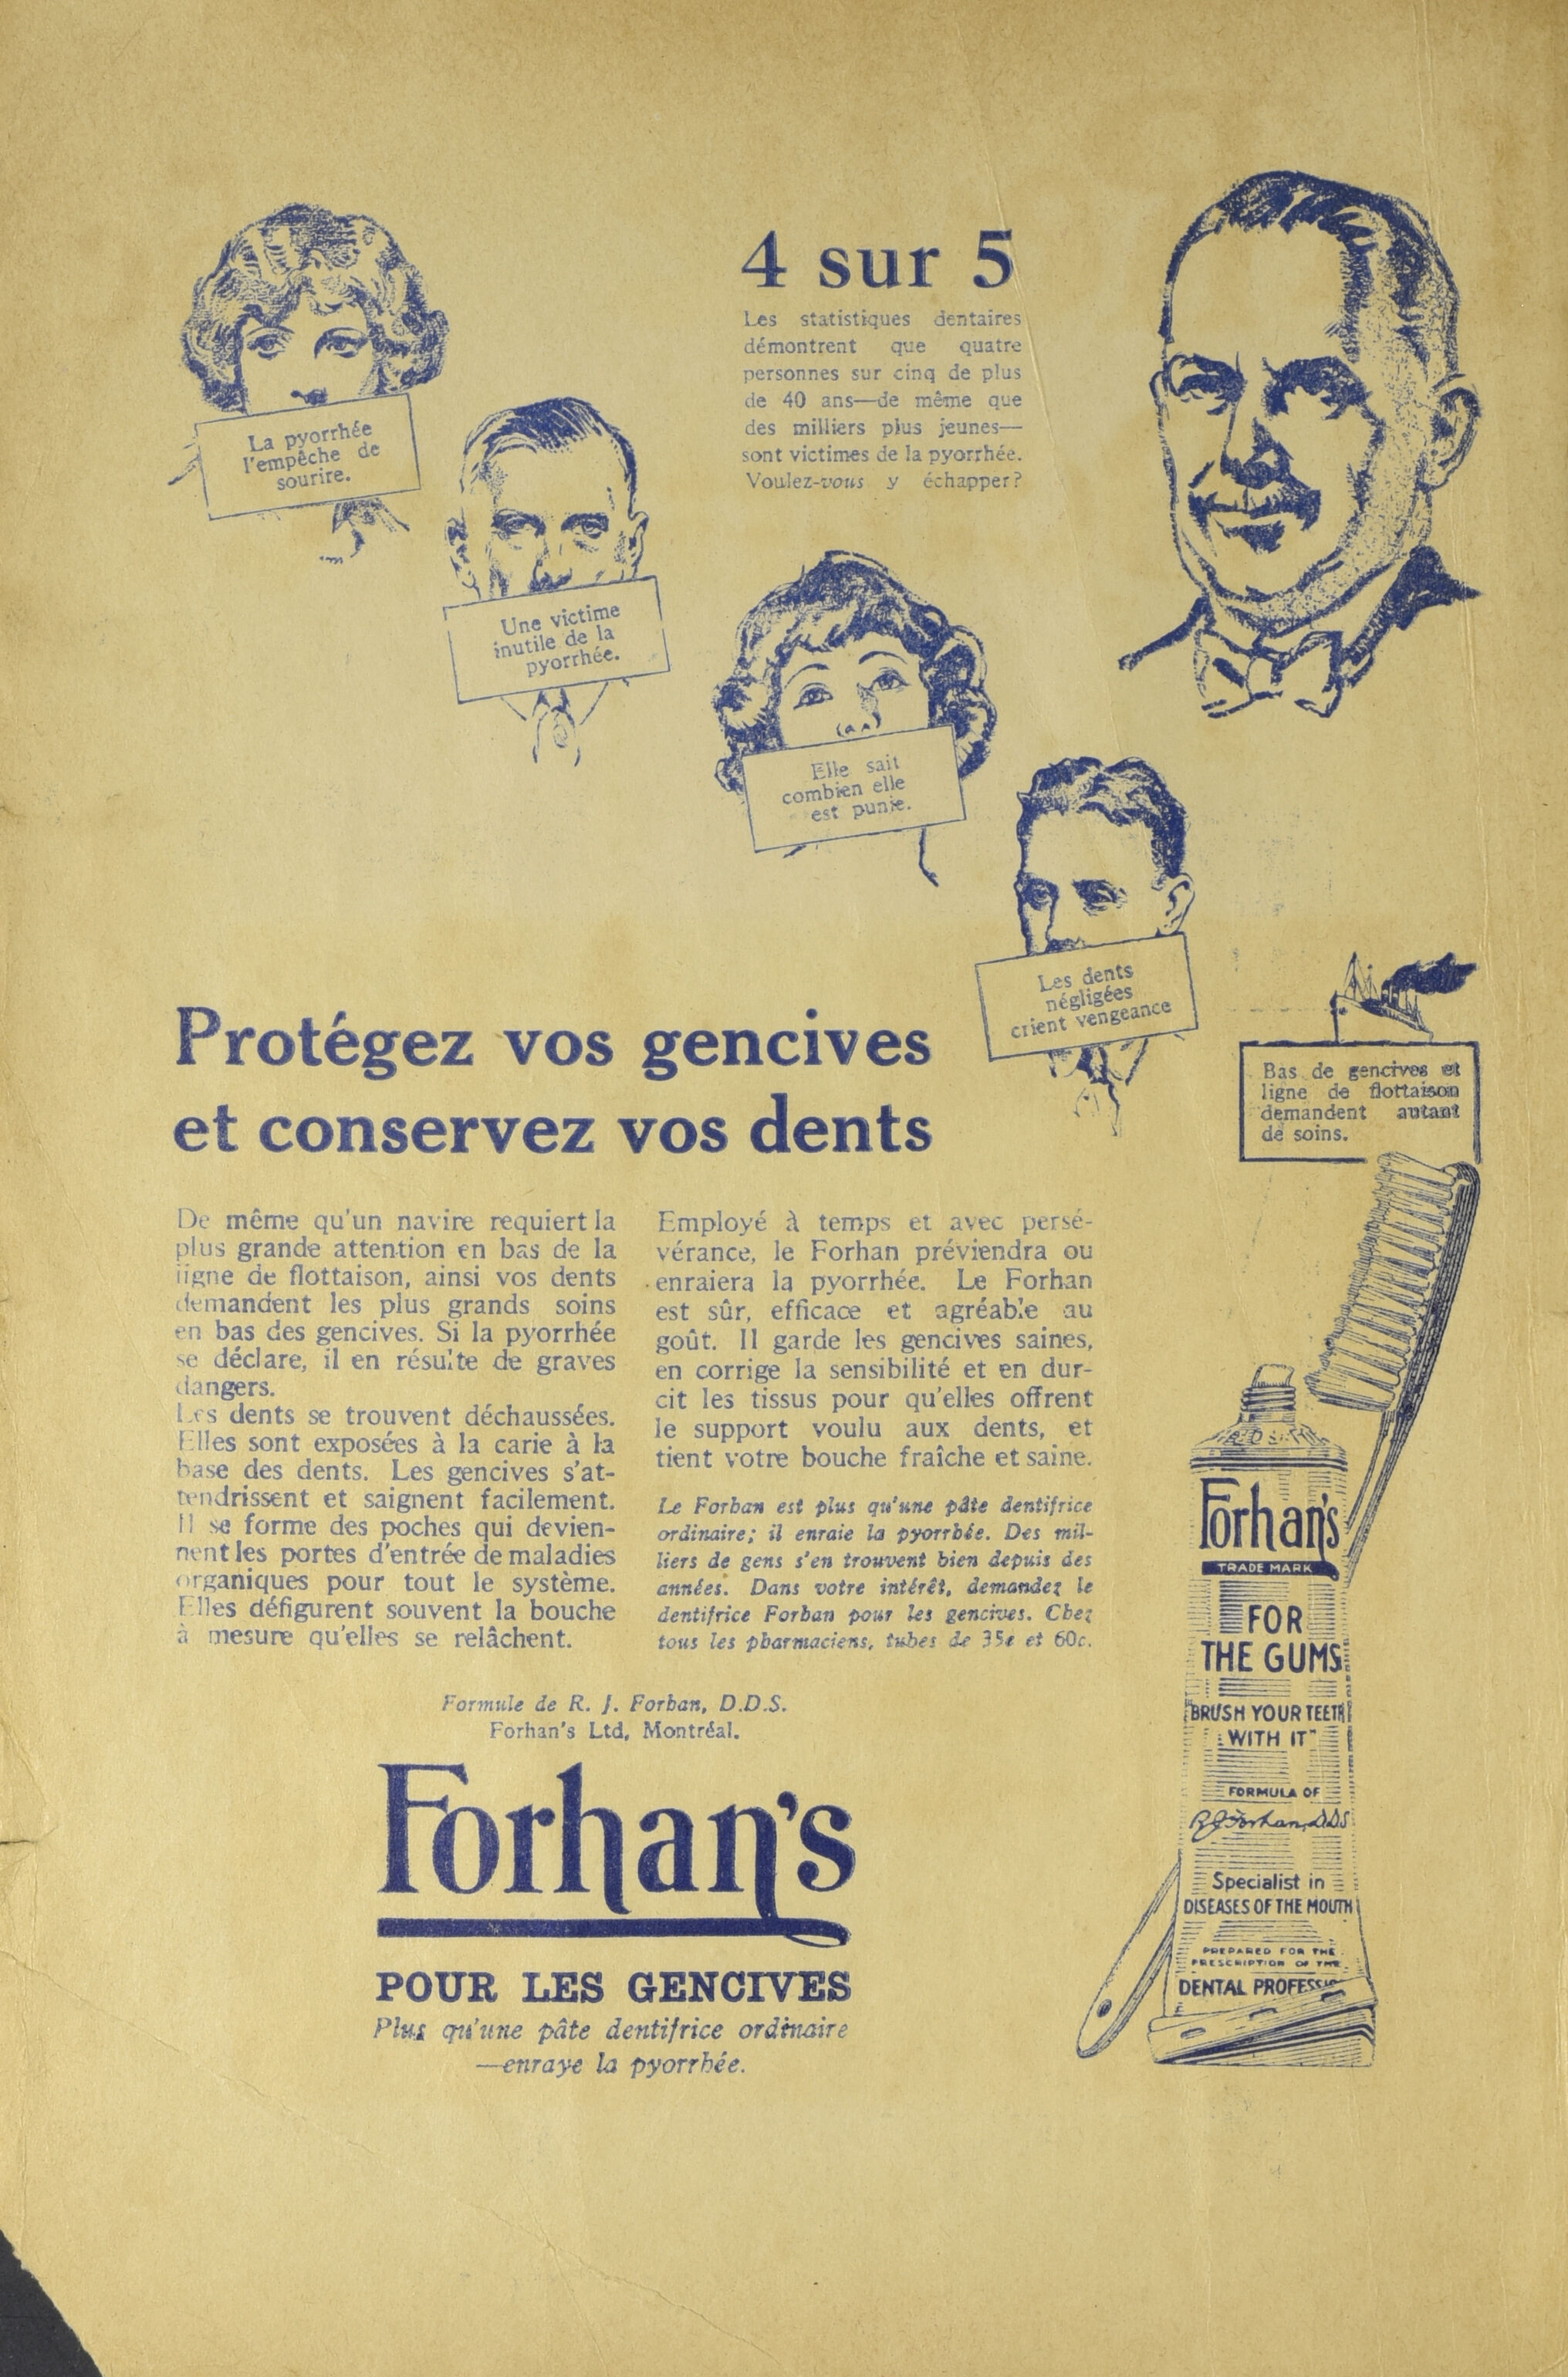 4 sur 5
Les statistiques dentaires
démontrent que quatre
personnes sur cinq de plus
de 40 ans—de même que
des milliers plus jeunes—
sont victimes de la pyorrhée.
Voulez-vous y échapper?
La pyorrhée
l'empêche de
sourire.
Une victime
inutile de la
pyorrhée.
Elle sait
combien elle
est punie.
Les dents
négligées
crient vengeance
Bas de gencives et
ligne de flottaison
demandent autant
de soins.
Protégez vos gencives
et conservez vos dents
De même qu'un navire requiert la
plus grande attention en bas de la
ligne de flottaison, ainsi vos dents
demandent les plus grands soins
en bas des gencives. Si la pyorrhée
se déclare, il en résulte de graves
dangers.
Les dents se trouvent déchaussées.
Elles sont exposées à la carie à la
base des dents. Les gencives s'at-
tendrissent et saignent facilement.
Il se forme des poches qui devien-
nent les portes d'entrée de maladies
organiques pour tout le système.
Elles défigurent souvent la bouche
à mesure qu'elles se relâchent.
Employé à temps et avec persé-
vérance, le Forhan préviendra ou
enraiera la pyorrhée. Le Forhan
est sûr, efficace et agréable au
goût. Il garde les gencives saines,
en corrige la sensibilité et en dur-
cit les tissus pour qu'elles offrent
le support voulu aux dents, et
tient votre bouche fraîche et saine.
Le Forhan est plus qu'une pâte dentifrice
ordinaire; il enraie la pyorrhée. Des mil-
liers de gens s'en trouvent bien depuis des
années. Dans votre intérêt, demandez le
dentifrice Forhan pour les gencives. Chez
tous les pharmaciens, tubes de 35c et 60c.
Formule de R. J. Forhan, D.D.S.
Forhan's Ltd, Montréal.
Forhan's
POUR LES GENCIVES
Plus qu'une pâte dentifrice ordinaire
—enraye la pyorrhée.
Forhan's
TRADE MARK
FOR
THE GUMS
"BRUSH YOUR TEETH
WITH IT"
FORMULA OF
R J Forhan, D.D.S
Specialist in
DISEASES OF THE MOUTH
PREPARED FOR THE
PRESCRIPTION OF THE
DENTAL PROFESSIO